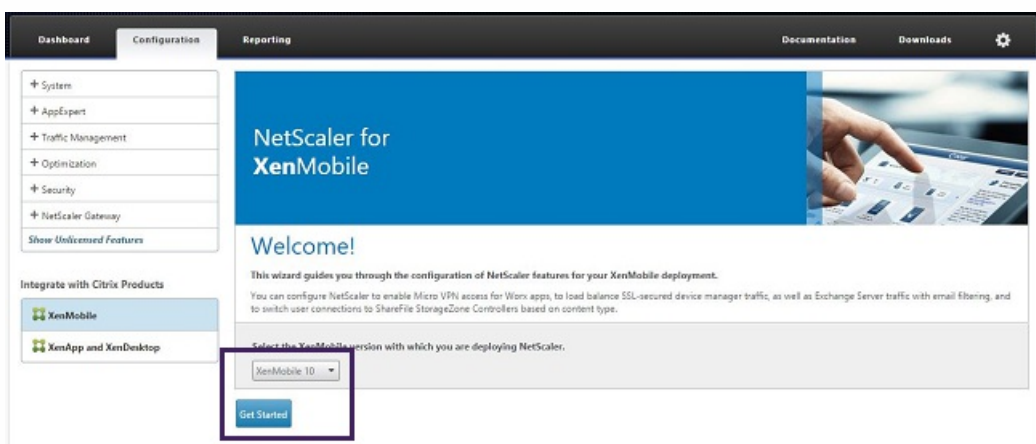 Dashboard
Configuration
Reporting
Documentation
Downloads
+ System
+ AppExpert
+ Traffic Management
+ Optimization
+ Security
+ NetScaler Gateway
Show Unlicensed Features
Integrate with Citrix Products
XenMobile
XenApp and XenDesktop
NetScaler for
XenMobile
Welcome!
This wizard guides you through the configuration of NetScaler features for your XenMobile deployment.
You can configure NetScaler to enable Micro VPN access for Worx apps, to load balance SSL-secured device manager traffic, as well as Exchange Server traffic with email filtering, and
to switch user connections to ShareFile StorageZone Controllers based on content type.
Select the XenMobile version with which you are deploying NetScaler.
XenMobile 10
Get Started